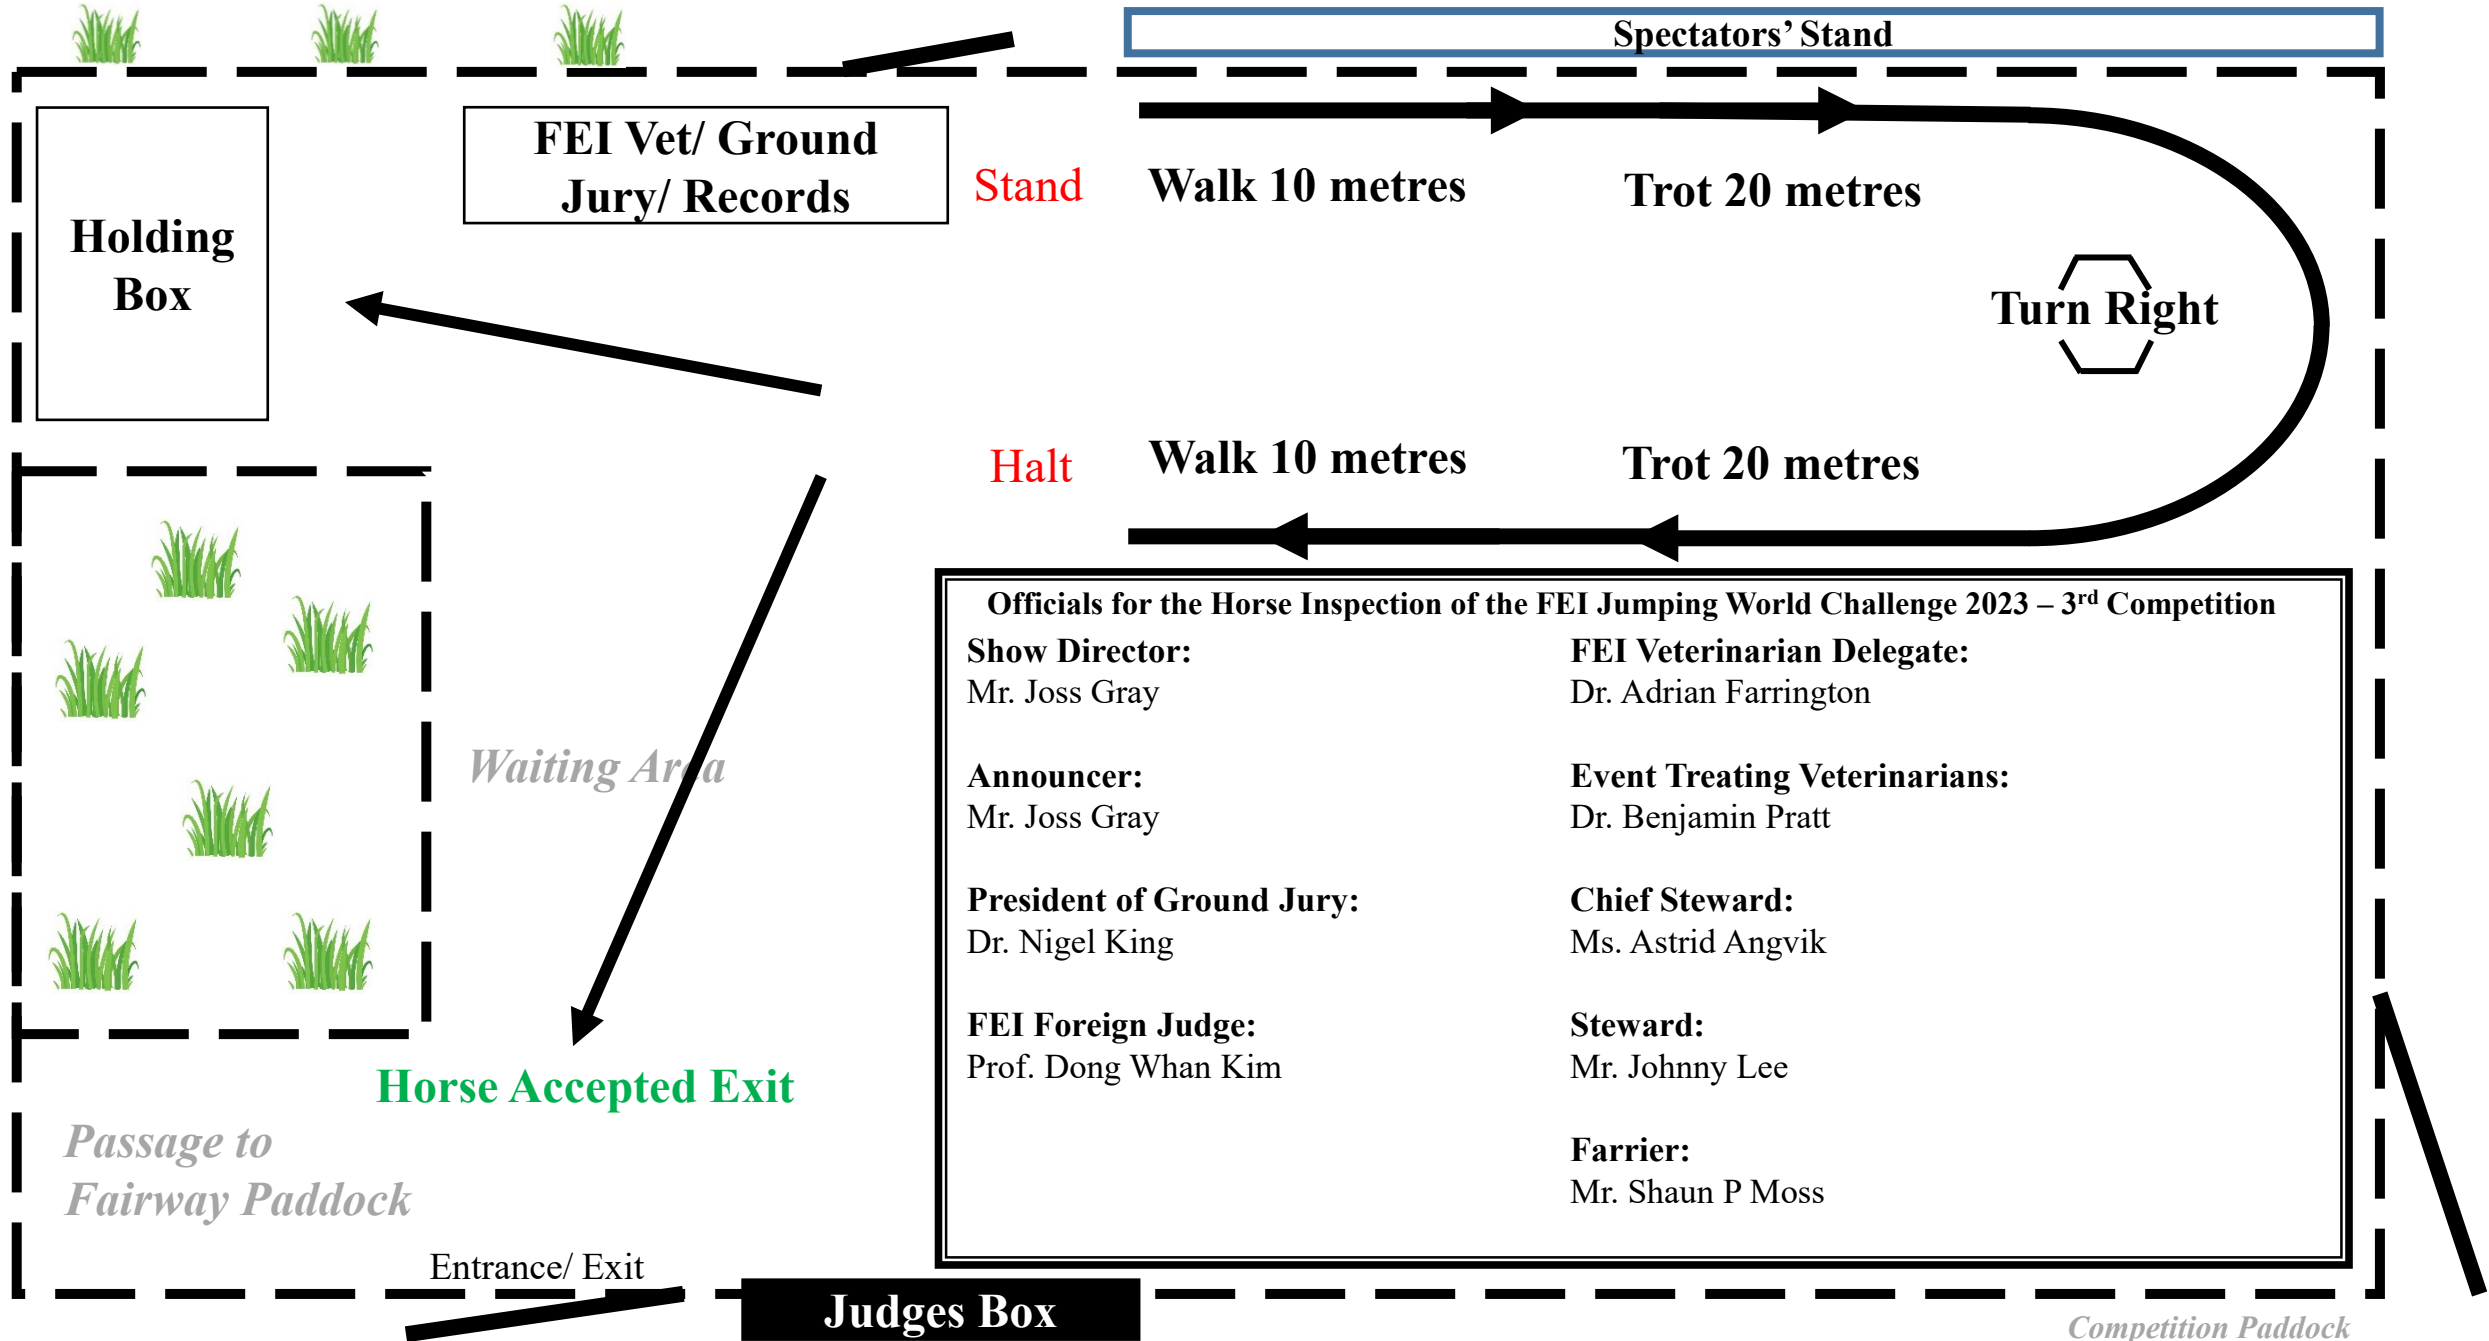 Spectators’ Stand
FEI Vet/ Ground
Jury/ Records
Holding
Box
Stand
Walk 10 metres
Trot 20 metres
Turn Right
Halt
Walk 10 metres
Trot 20 metres
Officials for the Horse Inspection of the FEI Jumping World Challenge 2023 – 3rd Competition
Show Director:
Mr. Joss Gray
Announcer:
Mr. Joss Gray
President of Ground Jury:
Dr. Nigel King
FEI Foreign Judge:
Prof. Dong Whan Kim
FEI Veterinarian Delegate:
Dr. Adrian Farrington
Event Treating Veterinarians:
Dr. Benjamin Pratt
Chief Steward:
Ms. Astrid Angvik
Steward:
Mr. Johnny Lee
Farrier:
Mr. Shaun P Moss
Waiting Area
Horse Accepted Exit
Passage to
Fairway Paddock
Entrance/ Exit
Judges Box
Competition Paddock